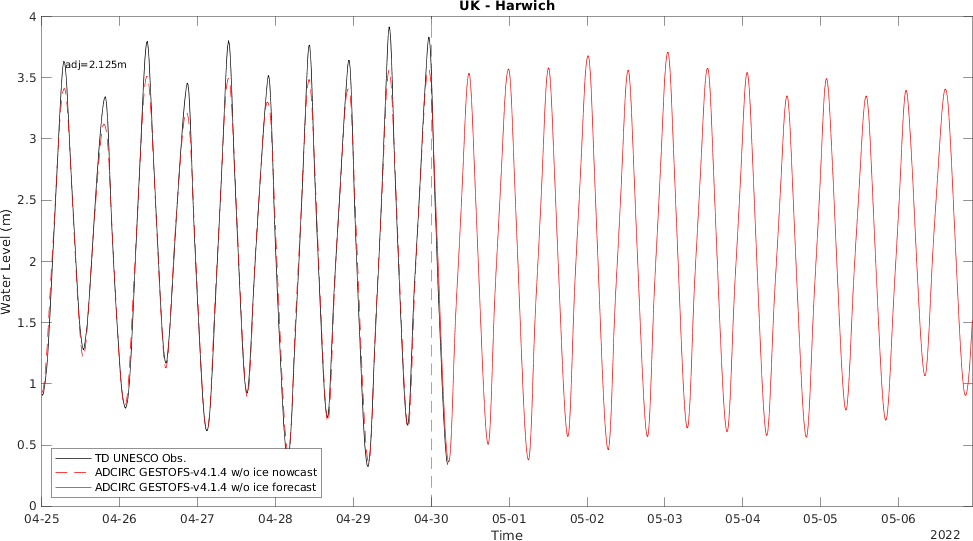 UK - Harwich
4
3.5
3
2.5
2
1.5
1
0.5
0
Water Level (m)
adj=2.125m
TD UNESCO Obs.
ADCIRC GESTOFS-v4.1.4 w/o ice nowcast
ADCIRC GESTOFS-v4.1.4 w/o ice forecast
04-25 04-26 04-27 04-28 04-29 04-30 05-01 05-02 05-03 05-04 05-05 05-06
Time
2022